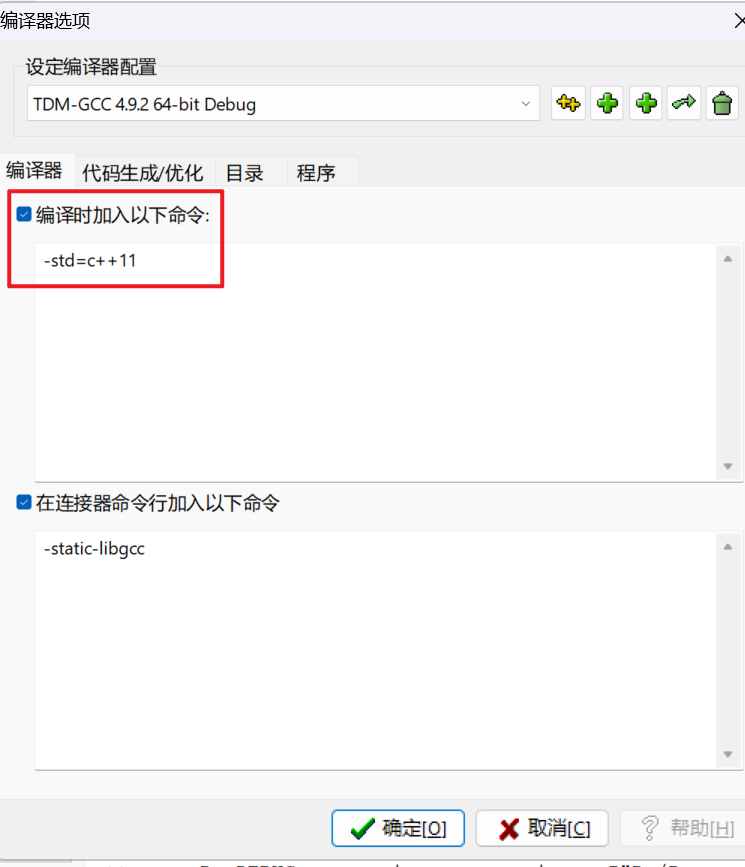 编译器选项
设定编译器配置
TDM-GCC 4.9.2 64-bit Debug
编译器 代码生成/优化 目录 程序
编译时加入以下命令:
-std=c++11
在连接器命令行加入以下命令
-static-libgcc
确定[O] 取消[C] 帮助[H]